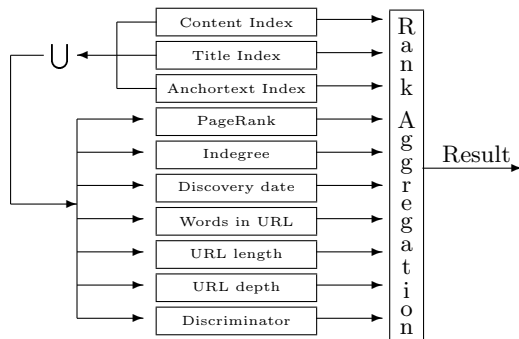 Content Index
Title Index
Anchortext Index
PageRank
Indegree
Discovery date
Words in URL
URL length
URL depth
Discriminator
Rank Aggregation
Result
∪